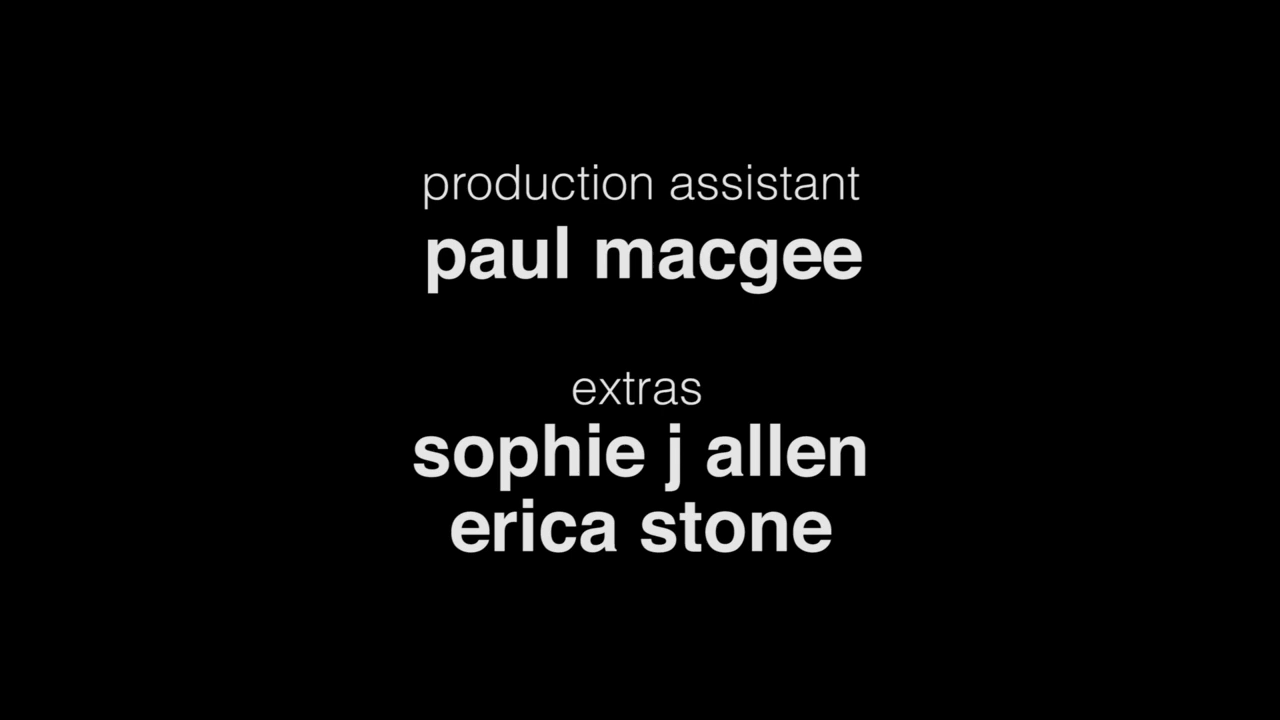 production assistant
paul macgee
extras
sophie j allen
erica stone